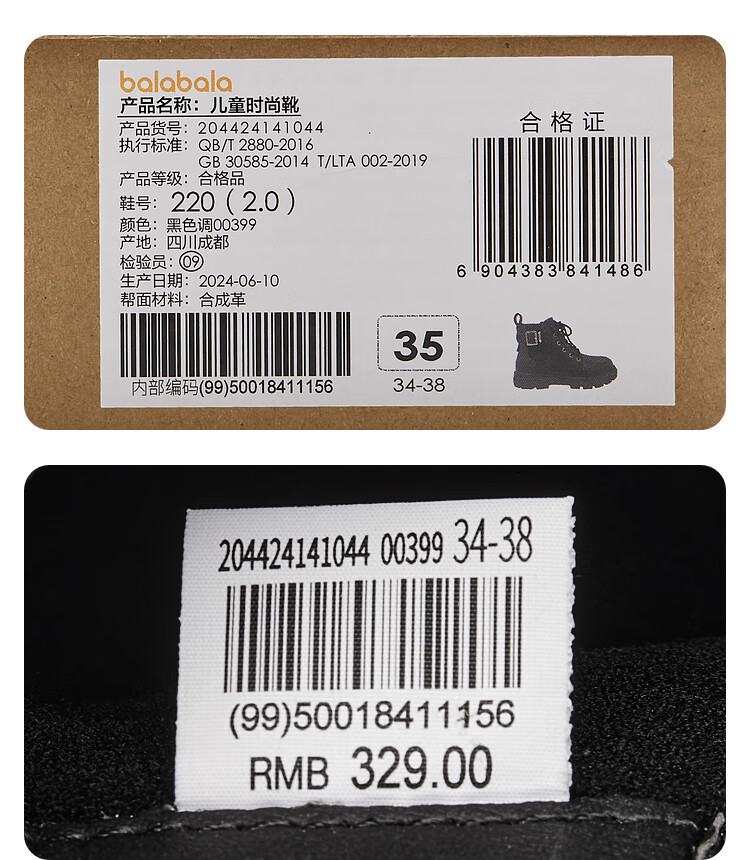 balabala
产品名称：儿童时尚靴
产品货号：204424141044
执行标准：QB/T 2880-2016
GB 30585-2014 T/LTA 002-2019
产品等级：合格品
鞋号：220（2.0）
颜色：黑色调00399
产地：四川成都
检验员：09
生产日期：2024-06-10
帮面材料：合成革
内部编码(99)50018411156
35
34-38
合格证
6 904383 841486
204424141044 00399 34-38
(99)50018411156
RMB 329.00